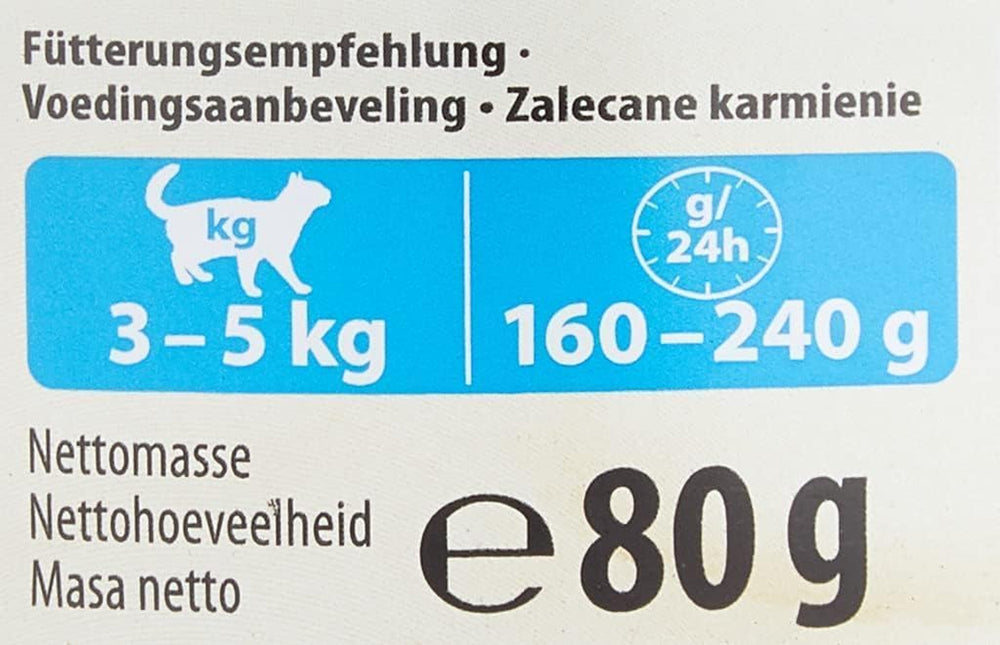 Fütterungsempfehlung •
Voedingsaanbeveling • Zalecane karmienie
kg
3–5 kg
g/
24h
160–240 g
Nettomasse
Nettohoeveelheid
Masa netto
℮ 80 g